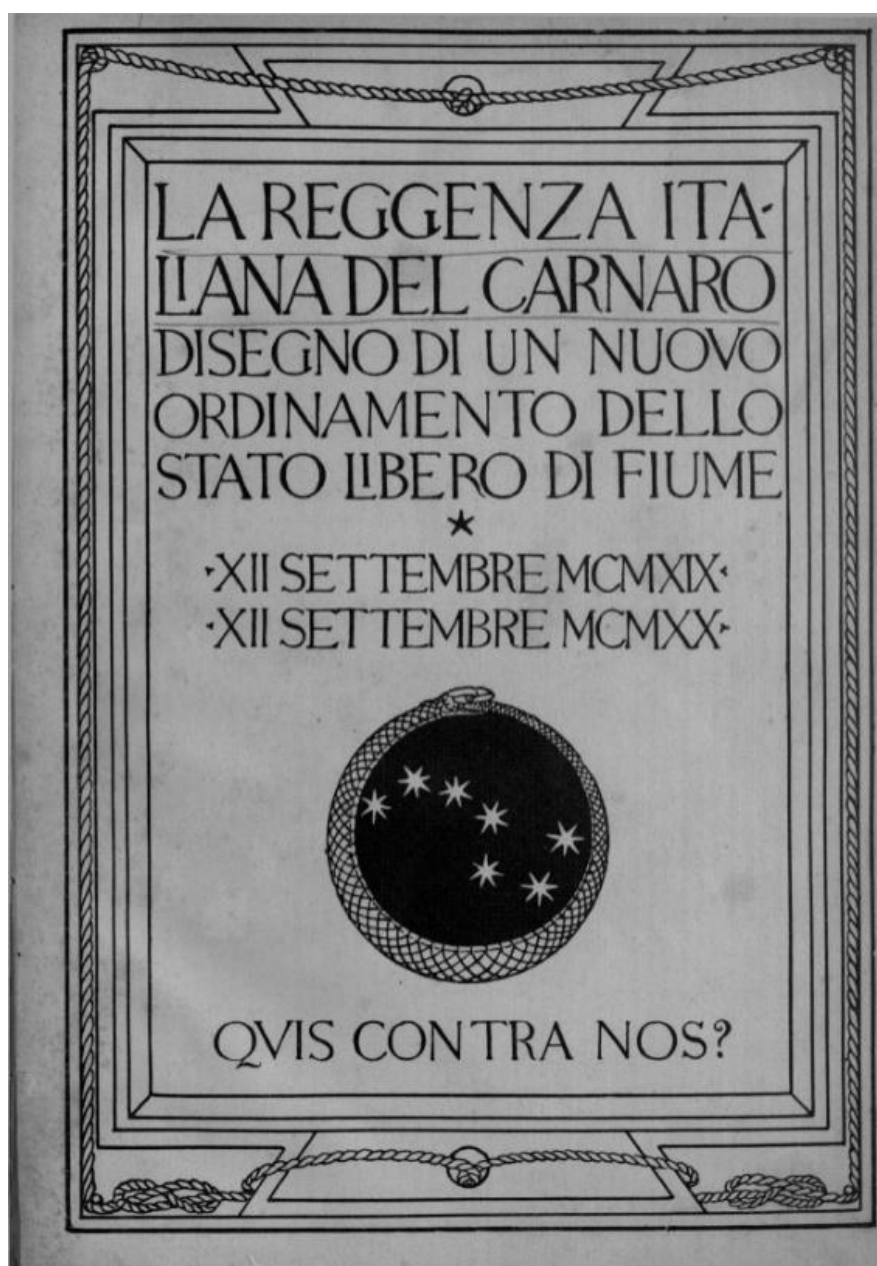 LA REGGENZA ITA-
LIANA DEL CARNARO
DISEGNO DI UN NUOVO
ORDINAMENTO DELLO
STATO LIBERO DI FIUME
★
·XII SETTEMBRE MCMXIX·
·XII SETTEMBRE MCMXX·
QVIS CONTRA NOS?